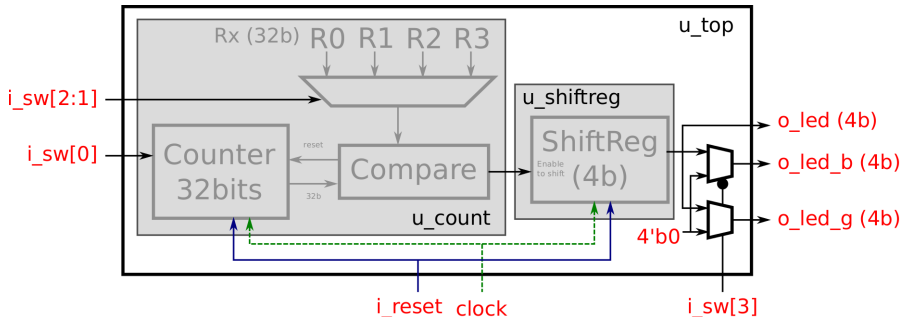 u_top
Rx (32b)
R0 R1 R2 R3
i_sw[2:1]
u_shiftreg
o_led (4b)
i_sw[0]
Counter
32bits
reset
32b
Compare
ShiftReg
(4b)
Enable
to shift
o_led_b (4b)
u_count
4'b0
o_led_g (4b)
i_reset
clock
i_sw[3]